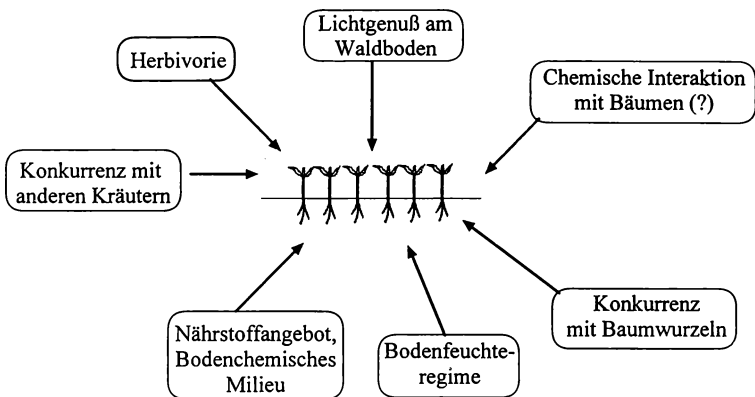 Lichtgenuß am
Waldboden
Herbivorie
Chemische Interaktion
mit Bäumen (?)
Konkurrenz mit
anderen Kräutern
Konkurrenz
mit Baumwurzeln
Nährstoffangebot,
Bodenchemisches
Milieu
Bodenfeuchte-
regime